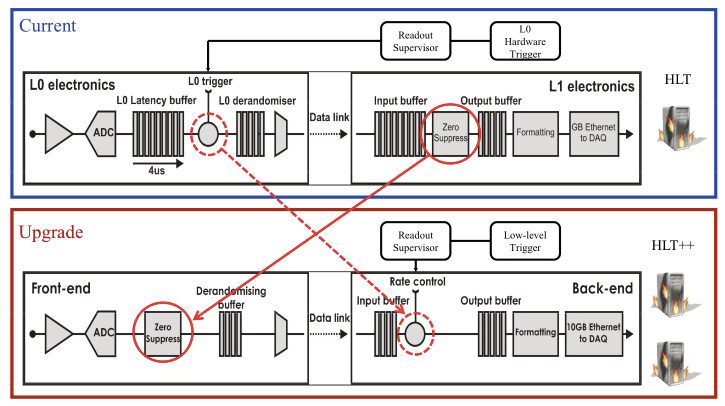 Current
Readout
Supervisor
L0
Hardware
Trigger
L0 electronics
L0 trigger
L1 electronics
HLT
L0 Latency buffer
L0 derandomiser
Data link
Input buffer
Output buffer
ADC
Zero
Suppress
Formatting
GB Ethernet
to DAQ
4us
Upgrade
Readout
Supervisor
Low-level
Trigger
HLT++
Front-end
Rate control
Back-end
Derandomising
buffer
Data link
Input buffer
Output buffer
ADC
Zero
Suppress
Formatting
10GB Ethernet
to DAQ